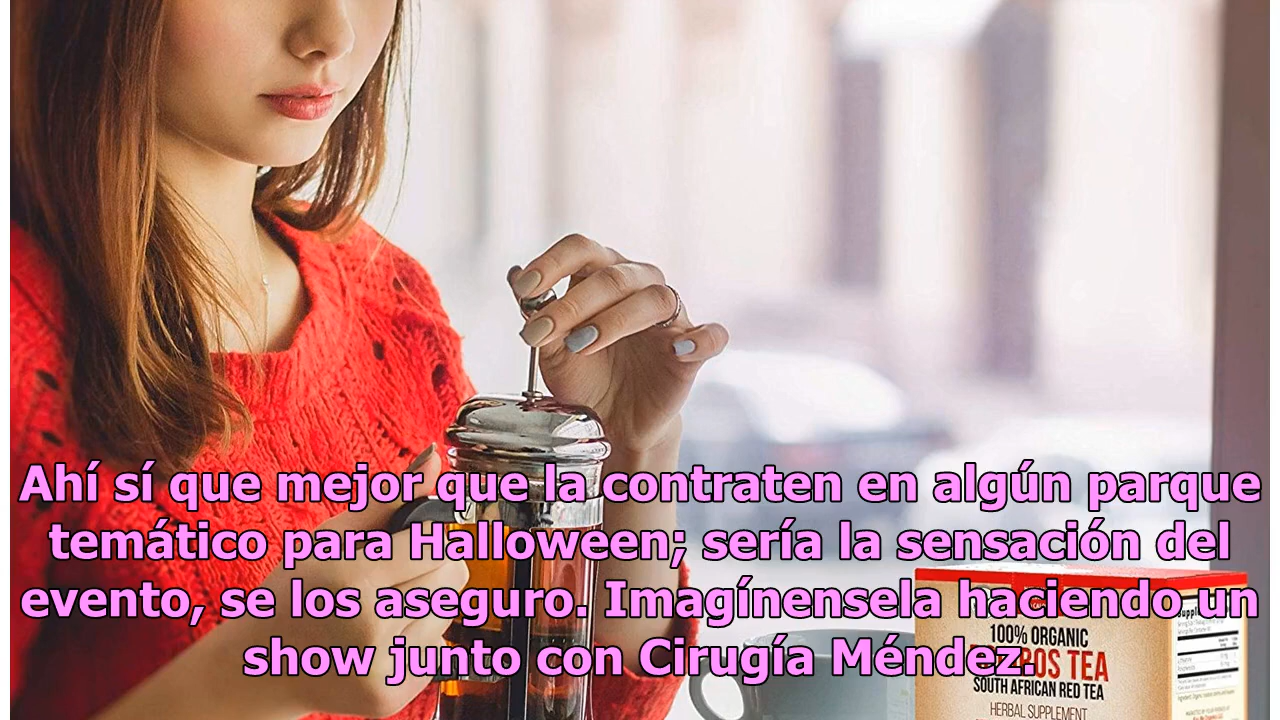 Ahí sí que mejor que la contraten en algún parque
temático para Halloween; sería la sensación del
evento, se los aseguro. Imagínensela haciendo un
show junto con Cirugía Méndez.
100% ORGANIC
TEA
SOUTH AFRICAN RED TEA
HERBAL SUPPLEMENT